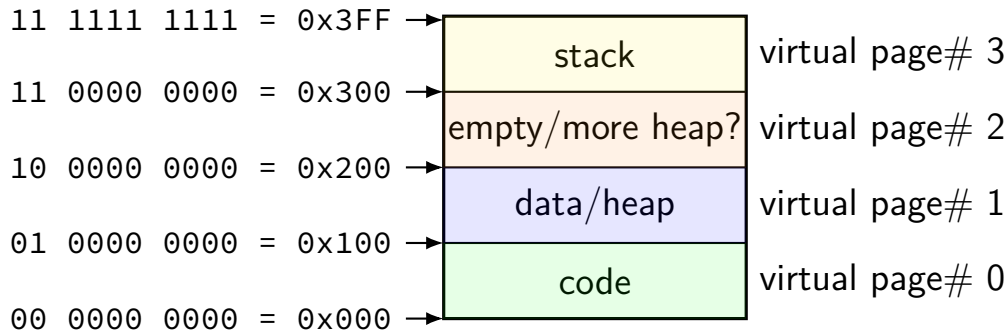 11 1111 1111 = 0x3FF
stack
virtual page# 3
11 0000 0000 = 0x300
empty/more heap?
virtual page# 2
10 0000 0000 = 0x200
data/heap
virtual page# 1
01 0000 0000 = 0x100
code
virtual page# 0
00 0000 0000 = 0x000